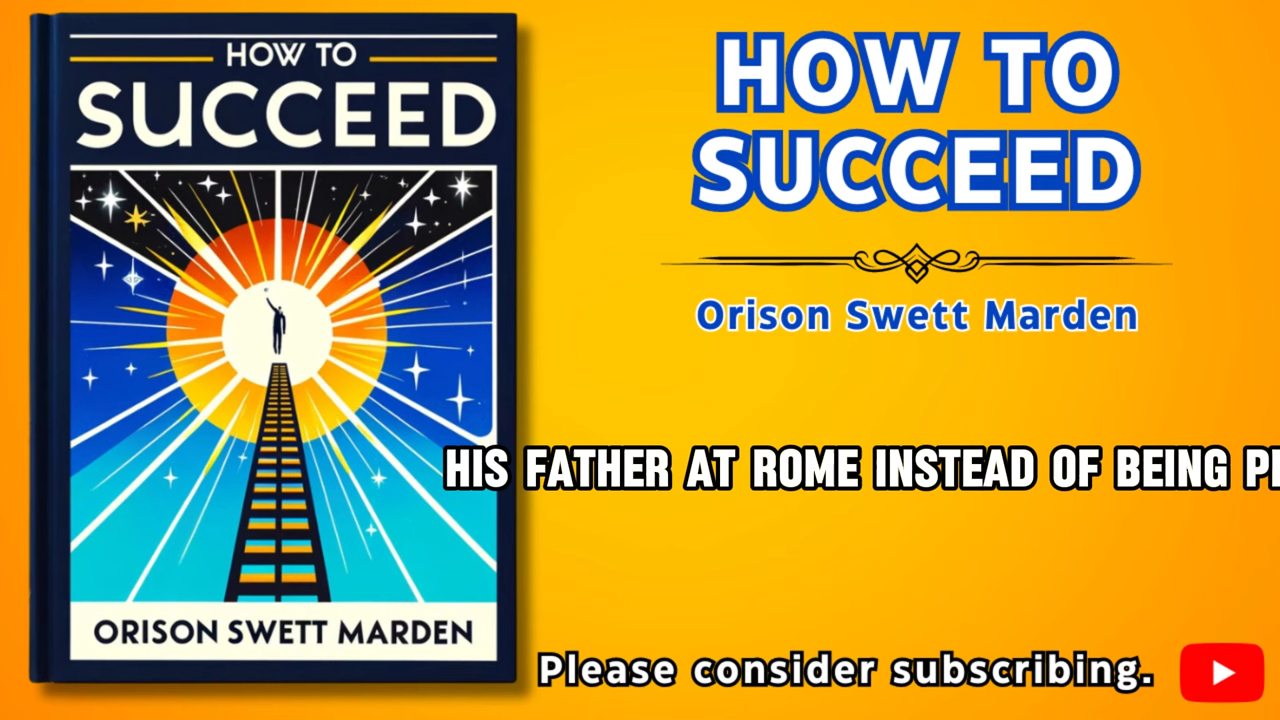 HOW TO
SUCCEED
ORISON SWETT MARDEN
HOW TO
SUCCEED
Orison Swett Marden
HIS FATHER AT ROME INSTEAD OF BEING
Please consider subscribing.